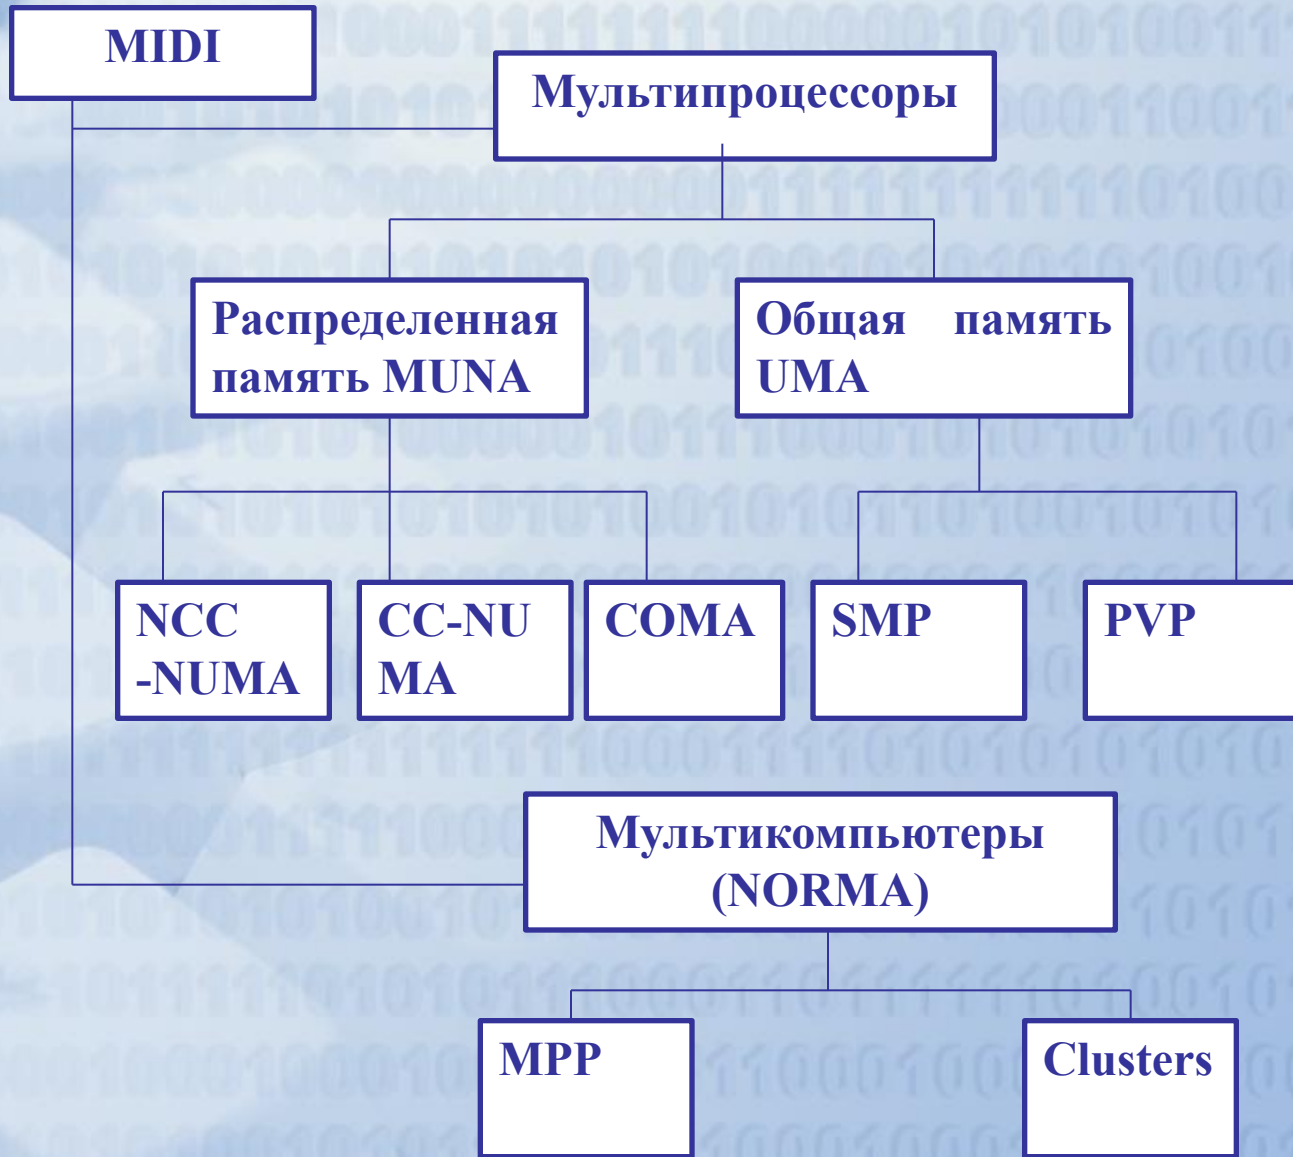 MIDI
Мультипроцессоры
Распределенная
память MUNA
Общая память
UMA
NCC
-NUMA
CC-NU
MA
COMA
SMP
PVP
Мультикомпьютеры
(NORMA)
MPP
Clusters